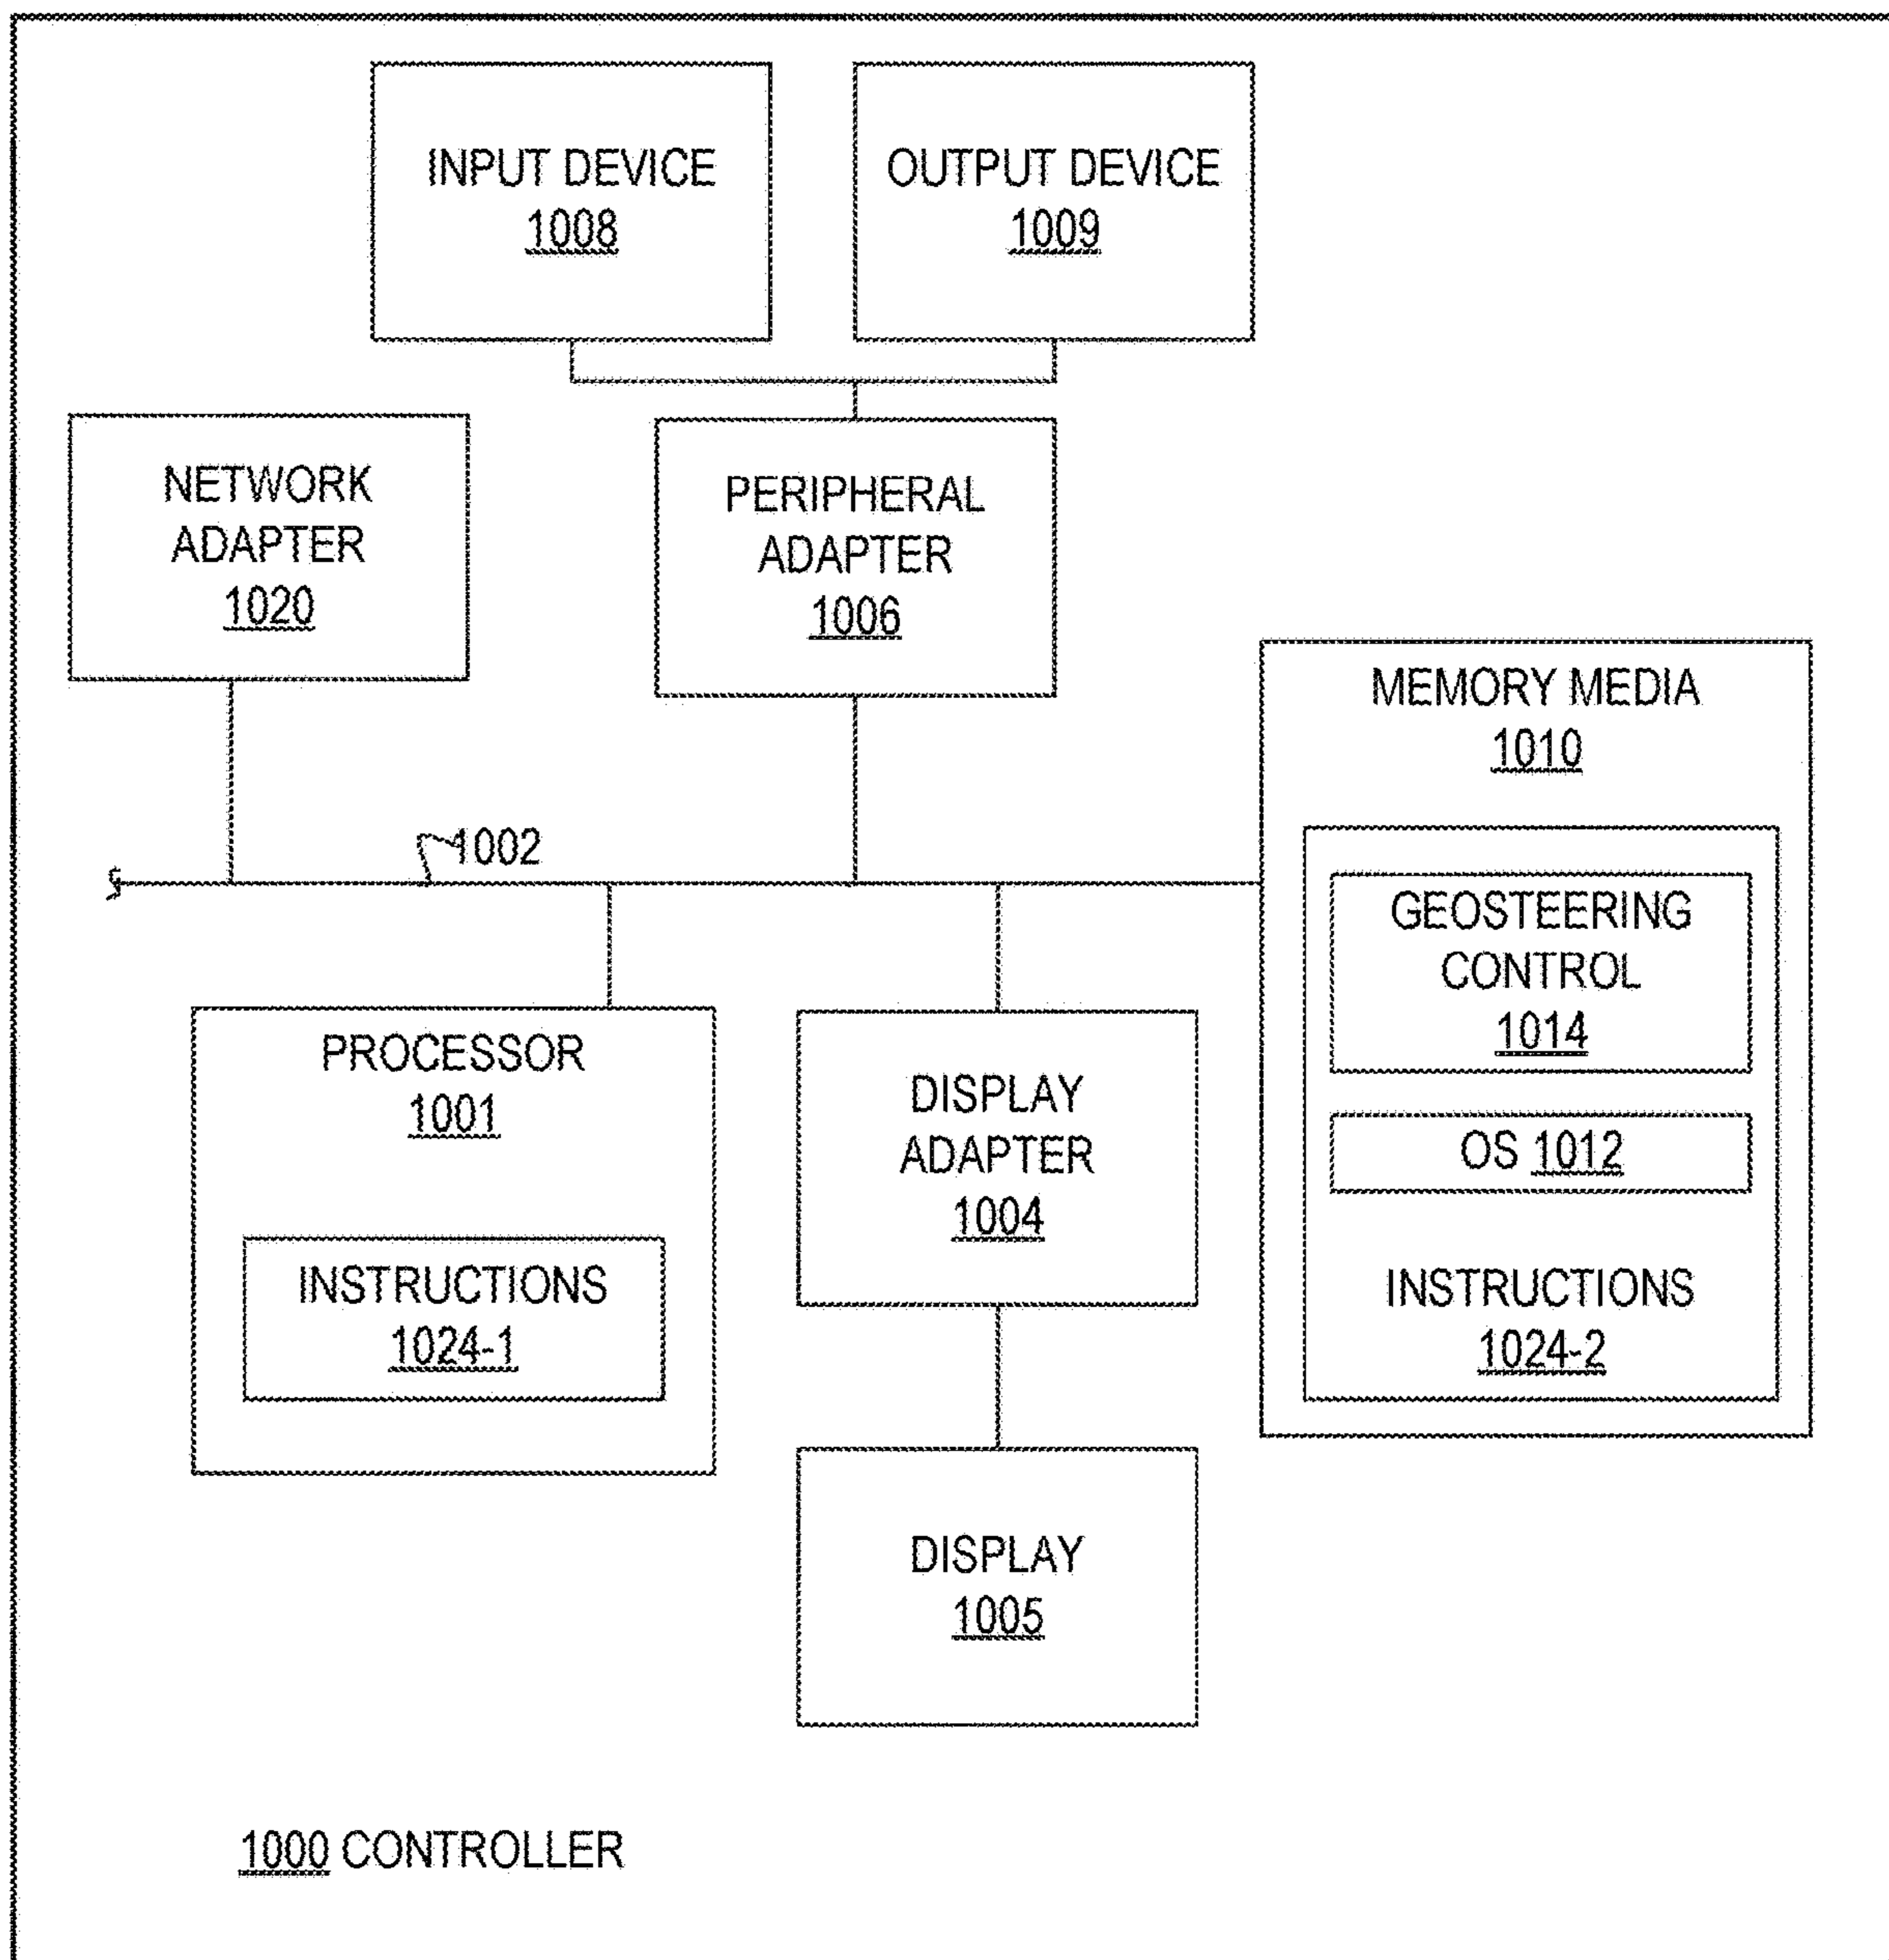 INPUT DEVICE
1008
OUTPUT DEVICE
1009
NETWORK
ADAPTER
1020
PERIPHERAL
ADAPTER
1006
MEMORY MEDIA
1010
1002
GEOSTEERING
CONTROL
1014
OS 1012
INSTRUCTIONS
1024-2
PROCESSOR
1001
INSTRUCTIONS
1024-1
DISPLAY
ADAPTER
1004
DISPLAY
1005
1000 CONTROLLER